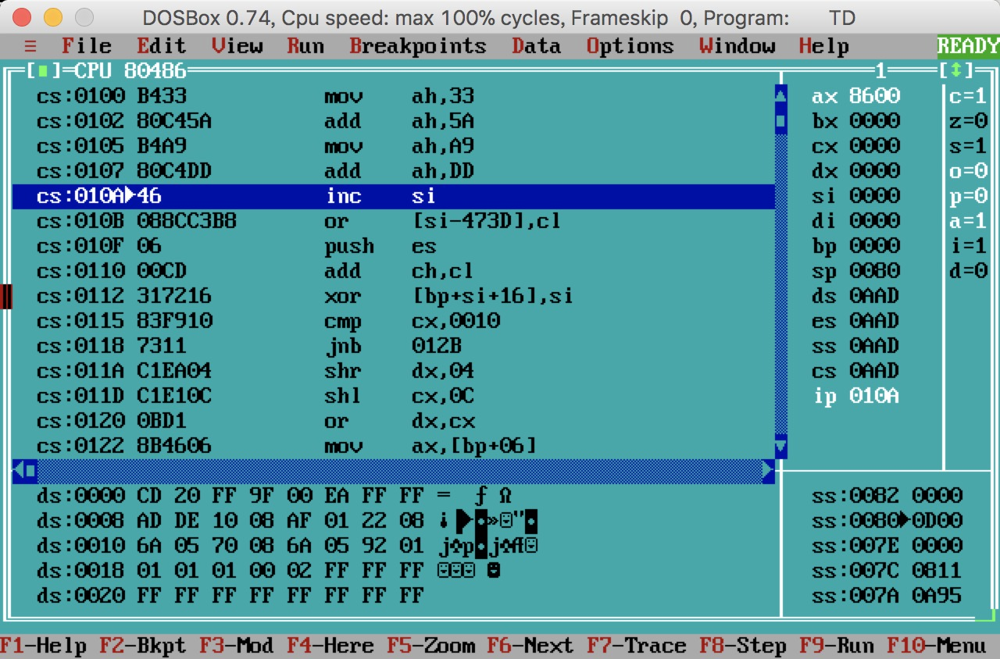 DOSBox 0.74, Cpu speed: max 100% cycles, Frameskip 0, Program: TD
≡ File Edit View Run Breakpoints Data Options Window Help READY
[■]=CPU 80486 1 [↕]
cs:0100 B433 mov ah,33
cs:0102 80C45A add ah,5A
cs:0105 B4A9 mov ah,A9
cs:0107 80C4DD add ah,DD
cs:010A►46 inc si
cs:010B 088CC3B8 or [si-473D],cl
cs:010F 06 push es
cs:0110 00CD add ch,cl
cs:0112 317216 xor [bp+si+16],si
cs:0115 83F910 cmp cx,0010
cs:0118 7311 jnb 012B
cs:011A C1EA04 shr dx,04
cs:011D C1E10C shl cx,0C
cs:0120 0BD1 or dx,cx
cs:0122 8B4606 mov ax,[bp+06]
ax 8600 c=1
bx 0000 z=0
cx 0000 s=1
dx 0000 o=0
si 0000 p=0
di 0000 a=1
bp 0000 i=1
sp 0080 d=0
ds 0AAD
es 0AAD
ss 0AAD
cs 0AAD
ip 010A
ds:0000 CD 20 FF 9F 00 EA FF FF = ƒ Ω
ds:0008 AD DE 10 08 AF 01 22 08 ¡▐►◘»☺"◘
ds:0010 6A 05 70 08 6A 05 92 01 j♣p◘j♣Æ☺
ds:0018 01 01 01 00 02 FF FF FF ☺☺☺ ☻
ds:0020 FF FF FF FF FF FF FF FF
ss:0082 0000
ss:0080►0D00
ss:007E 0000
ss:007C 0811
ss:007A 0A95
F1-Help F2-Bkpt F3-Mod F4-Here F5-Zoom F6-Next F7-Trace F8-Step F9-Run F10-Menu